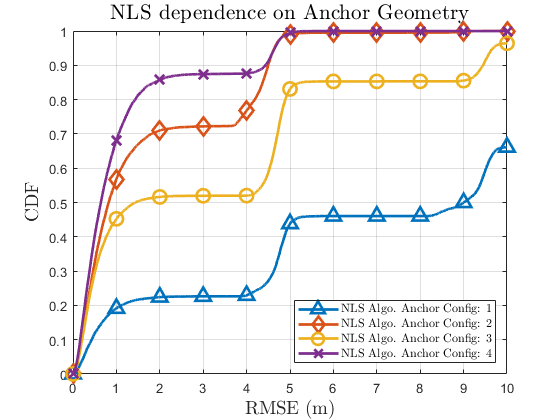 NLS dependence on Anchor Geometry
1
0.9
0.8
0.7
0.6
0.5
0.4
0.3
0.2
0.1
0
CDF
0 1 2 3 4 5 6 7 8 9 10
RMSE (m)
NLS Algo. Anchor Config: 1
NLS Algo. Anchor Config: 2
NLS Algo. Anchor Config: 3
NLS Algo. Anchor Config: 4